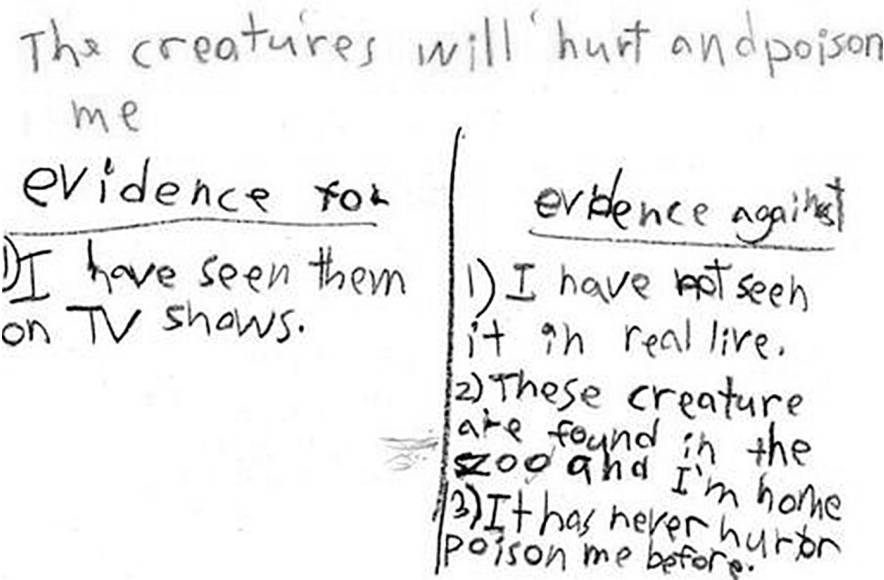 The creatures will hurt and poison
me
evidence for
1) I have seen them
on TV shows.
evidence against
1) I have not seen
it in real live.
2) These creature
are found in the
zoo and I'm home
3) It has never hurt or
poison me before.